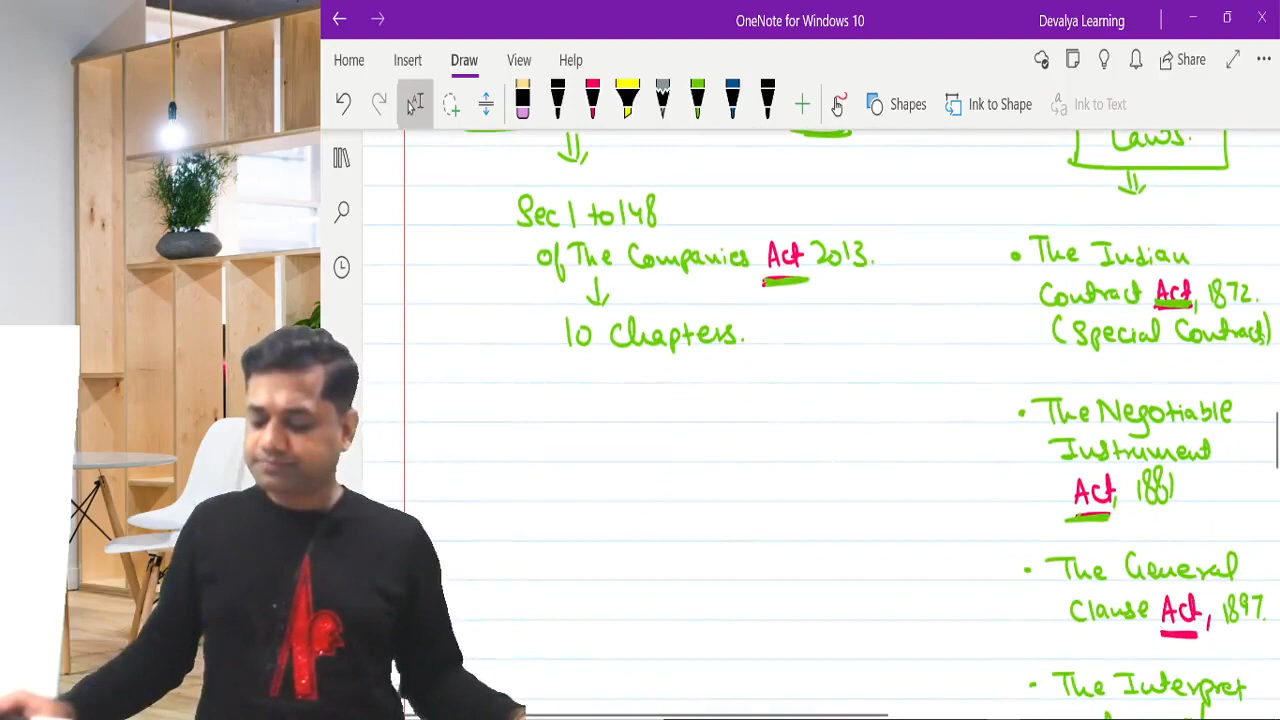 OneNote for Windows 10
Devalya Learning
Home Insert Draw View Help
Share
Shapes
Ink to Shape
Ink to Text
Laws.
Sec 1 to 148
of The Companies Act 2013.
10 Chapters.
• The Indian
Contract Act, 1872.
(Special Contract)
• The Negotiable
Instrument
Act, 1881
• The General
Clause Act, 1897.
• The Interpret